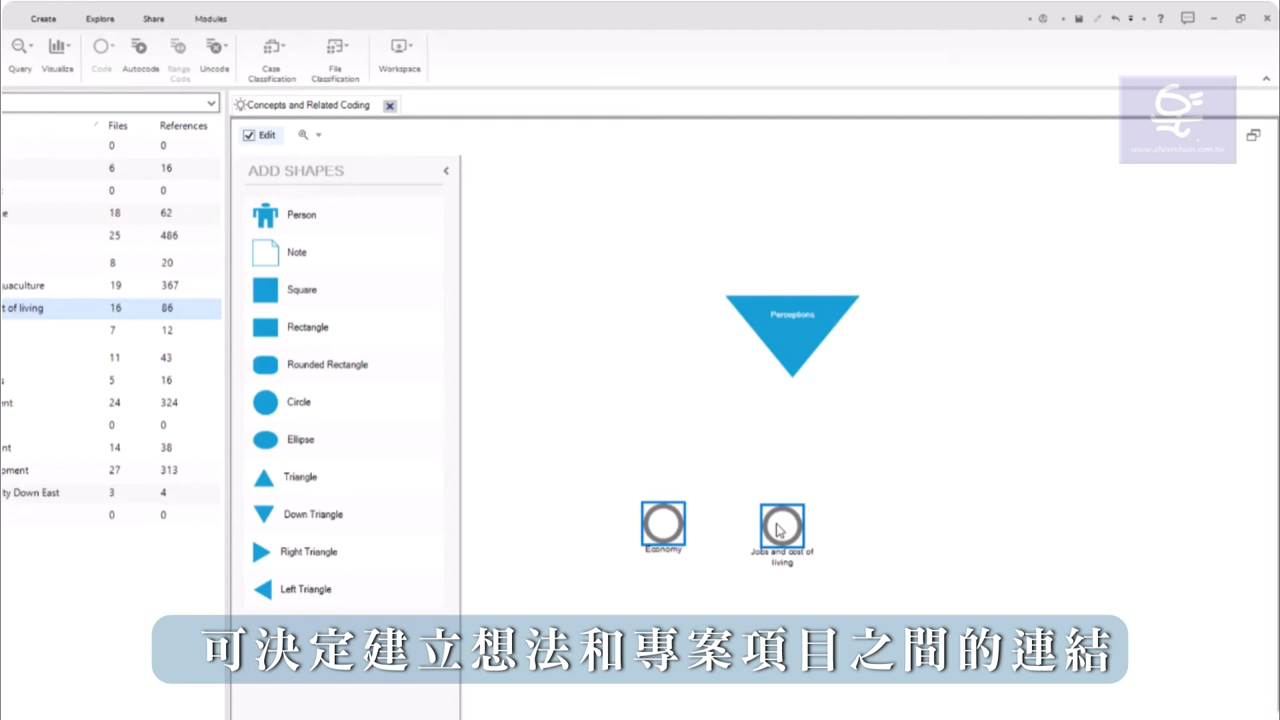 Create Explore Share Modules
?
Query Visualize Code Autocode Range Code Uncode Case Classification File Classification Workspace
www.cheerchain.com.tw
Concepts and Related Coding
Files References
Edit
0 0
ADD SHAPES
6 16
0 0
e 18 62
Person
25 486
Note
8 20
uaculture 19 367
Square
t of living 16 86
Perceptions
7 12
Rectangle
11 43
Rounded Rectangle
s 5 16
nt 24 324
Circle
0 0
Ellipse
nt 14 38
pment 27 313
Triangle
ty Down East 3 4
0 0
Down Triangle
Right Triangle
Economy
Jobs and cost of
living
Left Triangle
可決定建立想法和專案項目之間的連結